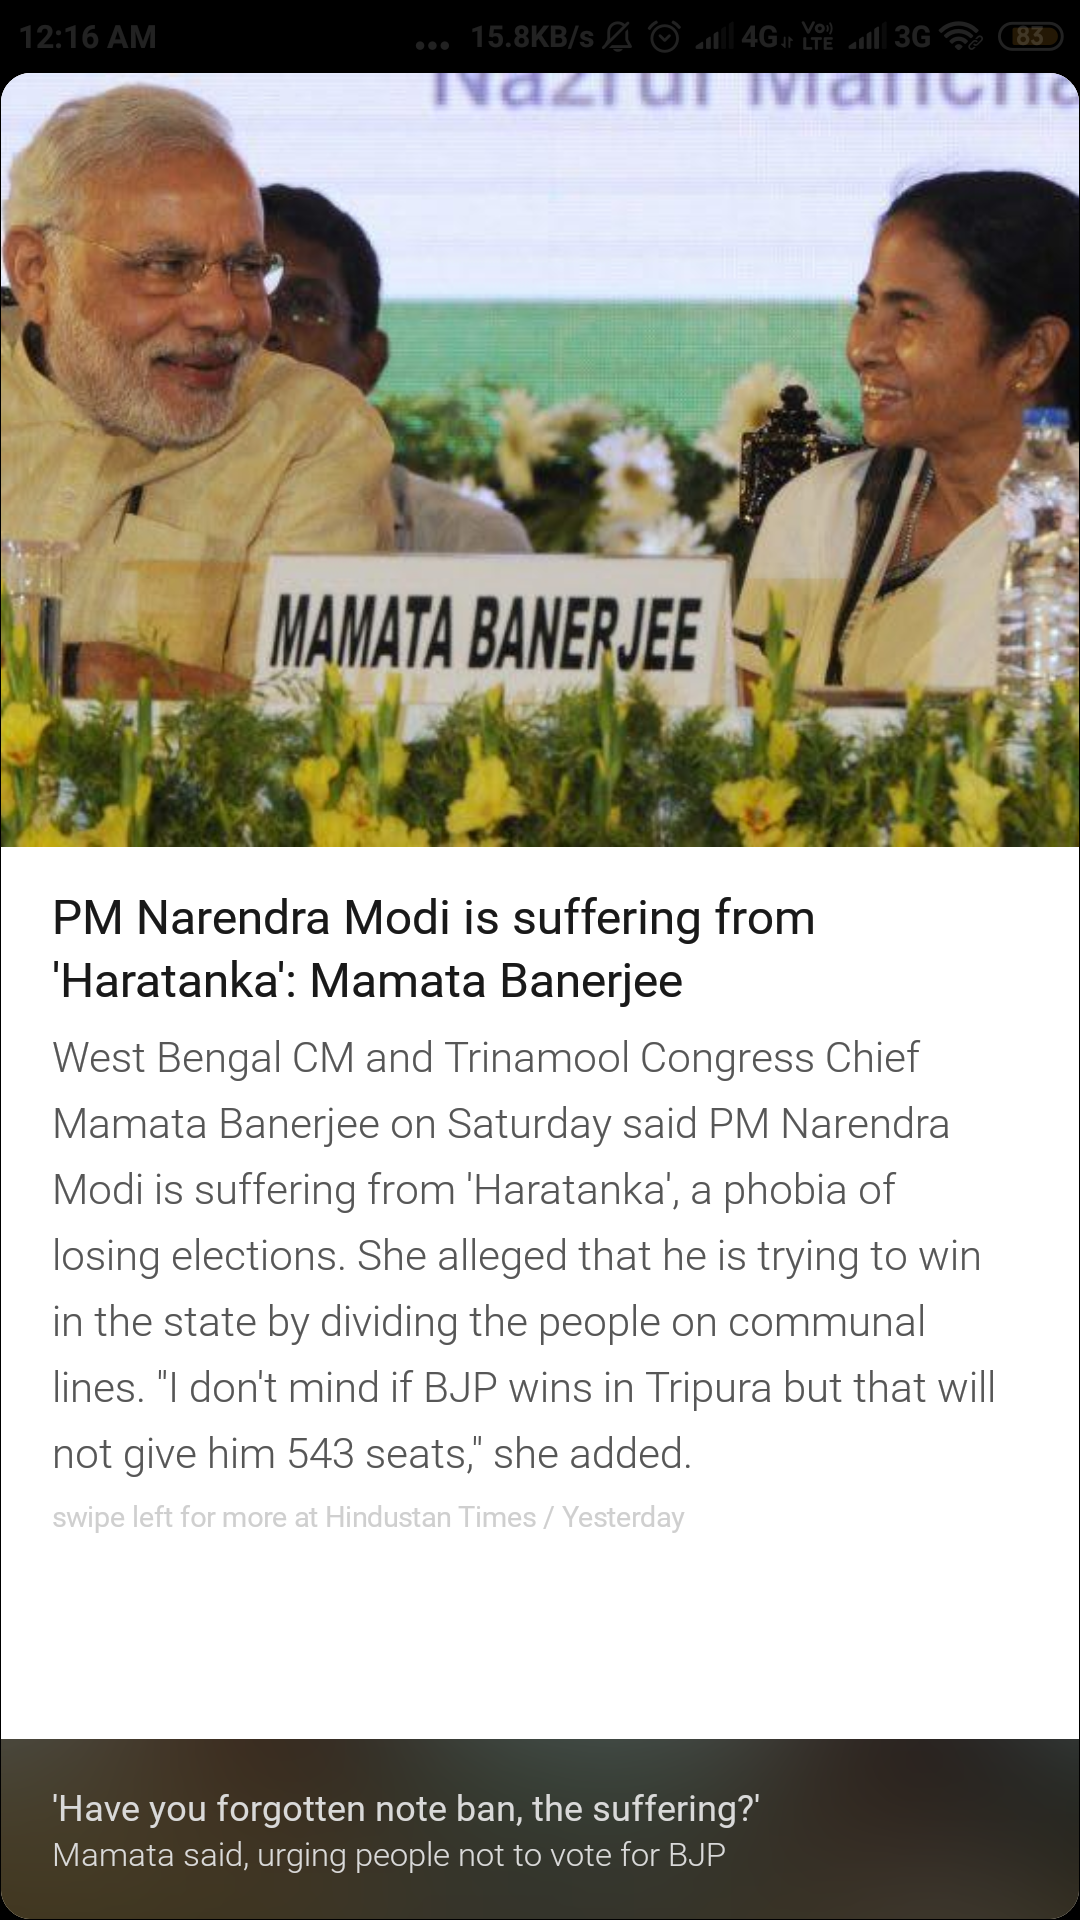 12:16 AM ... 15.8KB/s 4G Vo) LTE 3G 83
Nazrul Mancha
MAMATA BANERJEE
PM Narendra Modi is suffering from
'Haratanka': Mamata Banerjee
West Bengal CM and Trinamool Congress Chief
Mamata Banerjee on Saturday said PM Narendra
Modi is suffering from 'Haratanka', a phobia of
losing elections. She alleged that he is trying to win
in the state by dividing the people on communal
lines. "I don't mind if BJP wins in Tripura but that will
not give him 543 seats," she added.
swipe left for more at Hindustan Times / Yesterday
'Have you forgotten note ban, the suffering?'
Mamata said, urging people not to vote for BJP